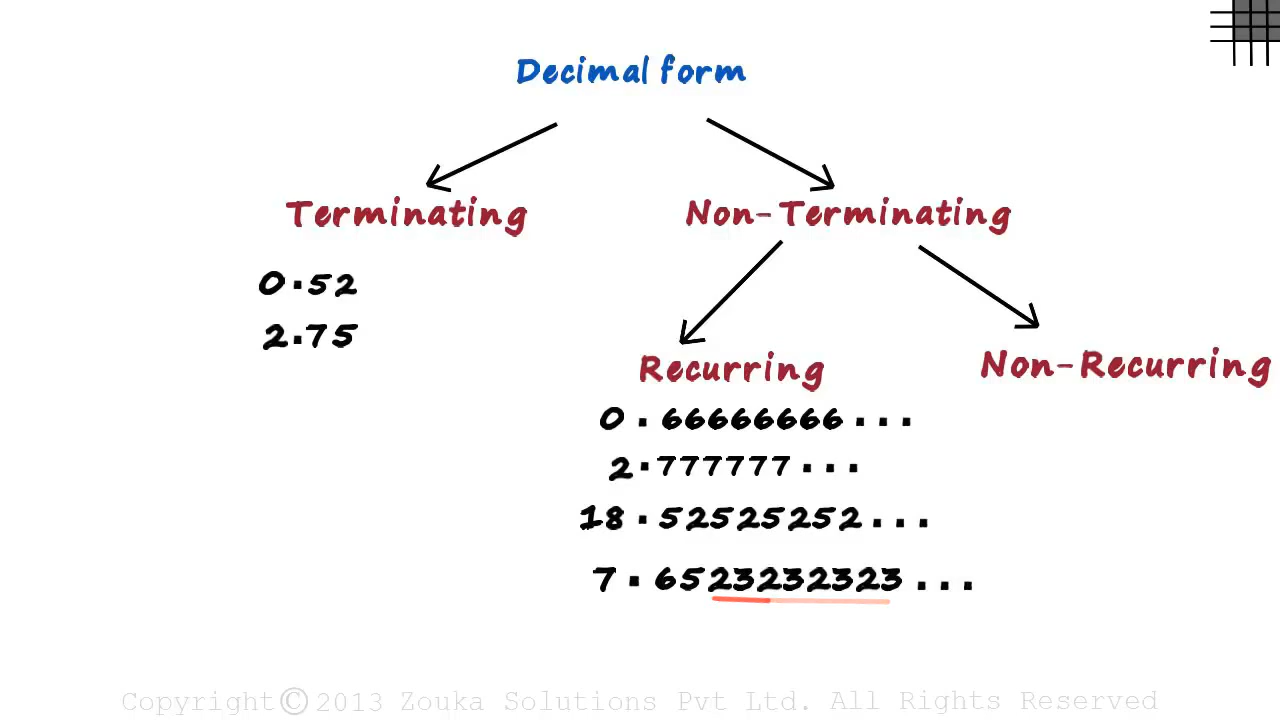 Decimal form
Terminating
Non-Terminating
0.52
2.75
Recurring
Non-Recurring
0.66666666...
2.777777...
18.52525252...
7.6523232323...
Copyright © 2013 Zouka Solutions Pvt Ltd. All Rights Reserved